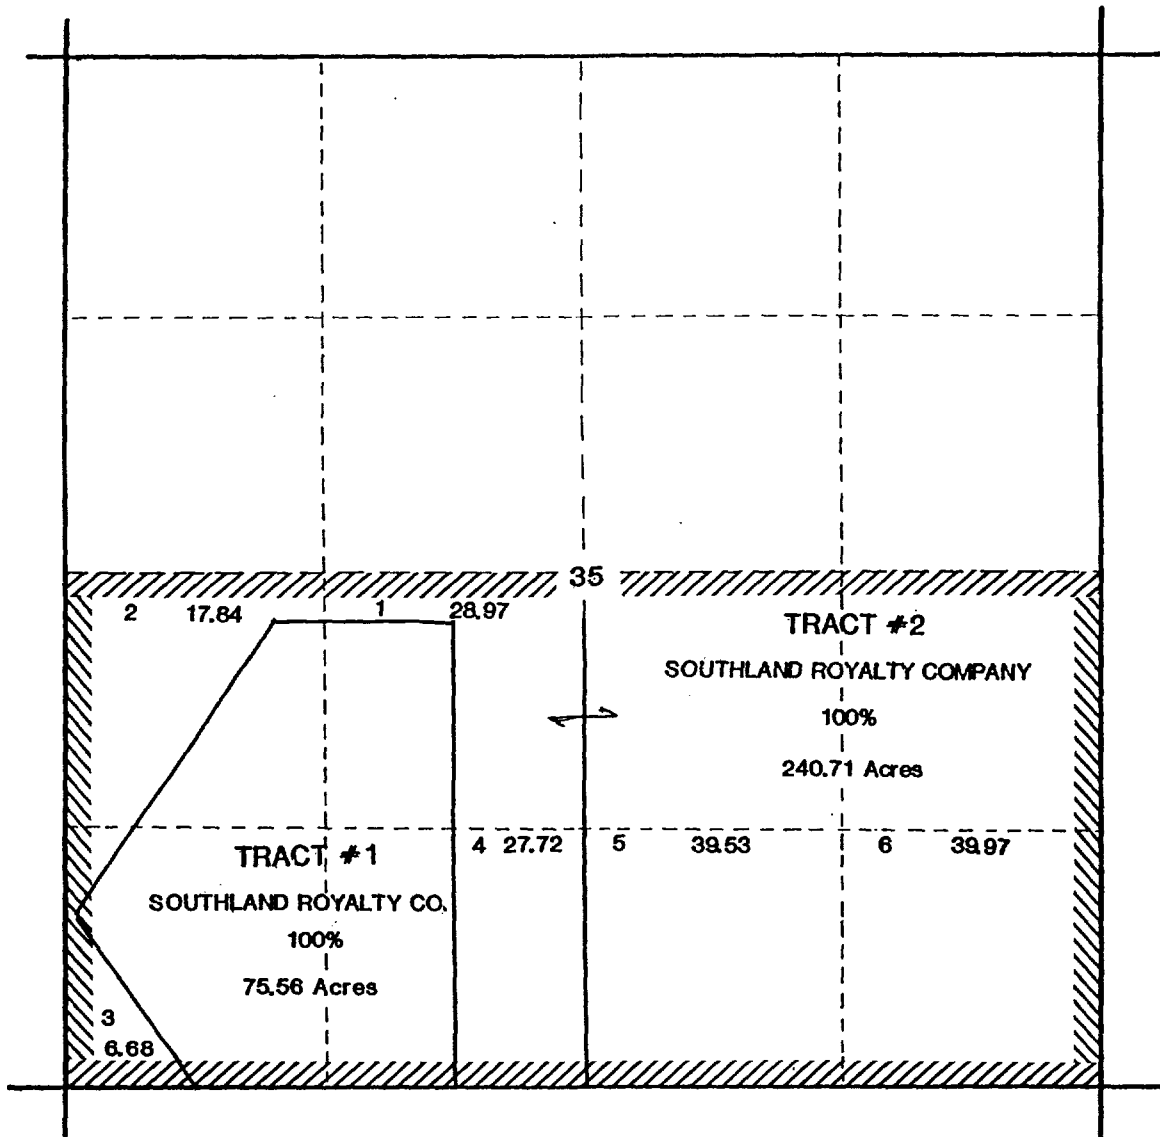 35
2 17.84 1 28.97
TRACT #2
SOUTHLAND ROYALTY COMPANY
100%
240.71 Acres
4 27.72 5 39.53 6 39.97
TRACT #1
SOUTHLAND ROYALTY CO.
100%
75.56 Acres
3
6.68